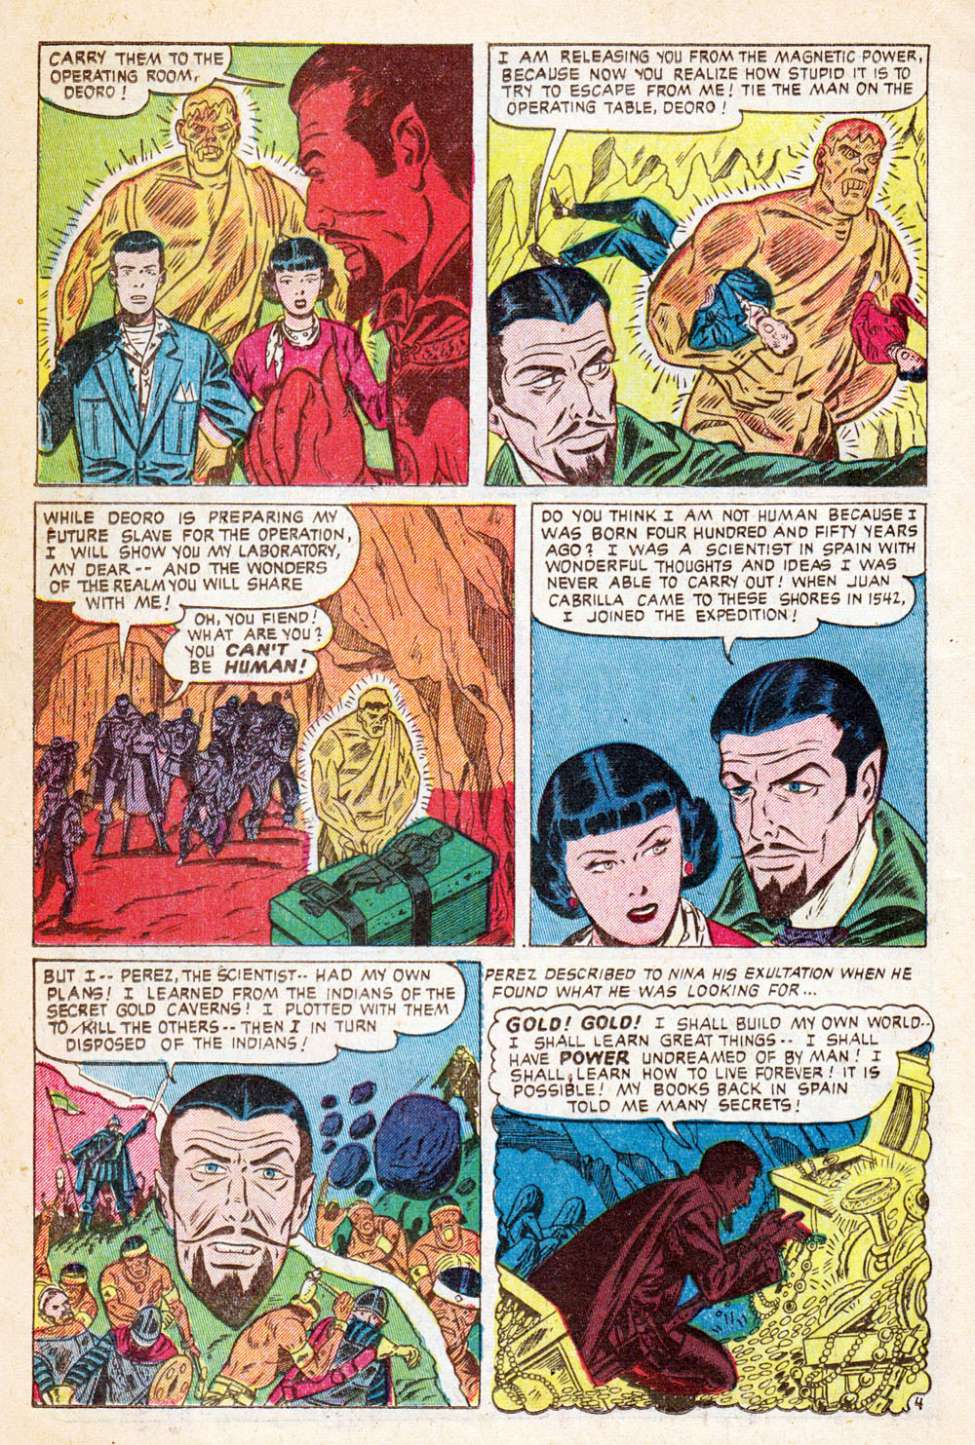 CARRY THEM TO THE
OPERATING ROOM,
DEORO!
I AM RELEASING YOU FROM THE MAGNETIC POWER,
BECAUSE NOW YOU REALIZE HOW STUPID IT IS TO
TRY TO ESCAPE FROM ME! TIE THE MAN ON THE
OPERATING TABLE, DEORO!
WHILE DEORO IS PREPARING MY
FUTURE SLAVE FOR THE OPERATION,
I WILL SHOW YOU MY LABORATORY,
MY DEAR-- AND THE WONDERS
OF THE REALM YOU WILL SHARE
WITH ME!
OH, YOU FIEND!
WHAT ARE YOU?
YOU CAN'T
BE HUMAN!
DO YOU THINK I AM NOT HUMAN BECAUSE I
WAS BORN FOUR HUNDRED AND FIFTY YEARS
AGO? I WAS A SCIENTIST IN SPAIN WITH
WONDERFUL THOUGHTS AND IDEAS I WAS
NEVER ABLE TO CARRY OUT! WHEN JUAN
CABRILLA CAME TO THESE SHORES IN 1542,
I JOINED THE EXPEDITION!
BUT I-- PEREZ, THE SCIENTIST-- HAD MY OWN
PLANS! I LEARNED FROM THE INDIANS OF THE
SECRET GOLD CAVERNS! I PLOTTED WITH THEM
TO KILL THE OTHERS-- THEN I IN TURN
DISPOSED OF THE INDIANS!
PEREZ DESCRIBED TO NINA HIS EXULTATION WHEN HE
FOUND WHAT HE WAS LOOKING FOR...
GOLD! GOLD! I SHALL BUILD MY OWN WORLD--
I SHALL LEARN GREAT THINGS-- I SHALL
HAVE POWER UNDREAMED OF BY MAN! I
SHALL LEARN HOW TO LIVE FOREVER! IT IS
POSSIBLE! MY BOOKS BACK IN SPAIN
TOLD ME MANY SECRETS!
4